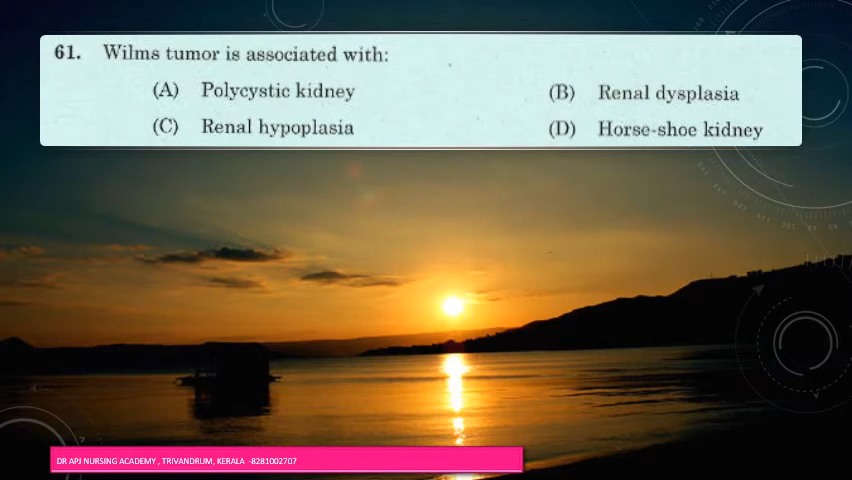 61. Wilms tumor is associated with:
(A) Polycystic kidney (B) Renal dysplasia
(C) Renal hypoplasia (D) Horse-shoe kidney
DR APJ NURSING ACADEMY , TRIVANDRUM, KERALA -8281002707